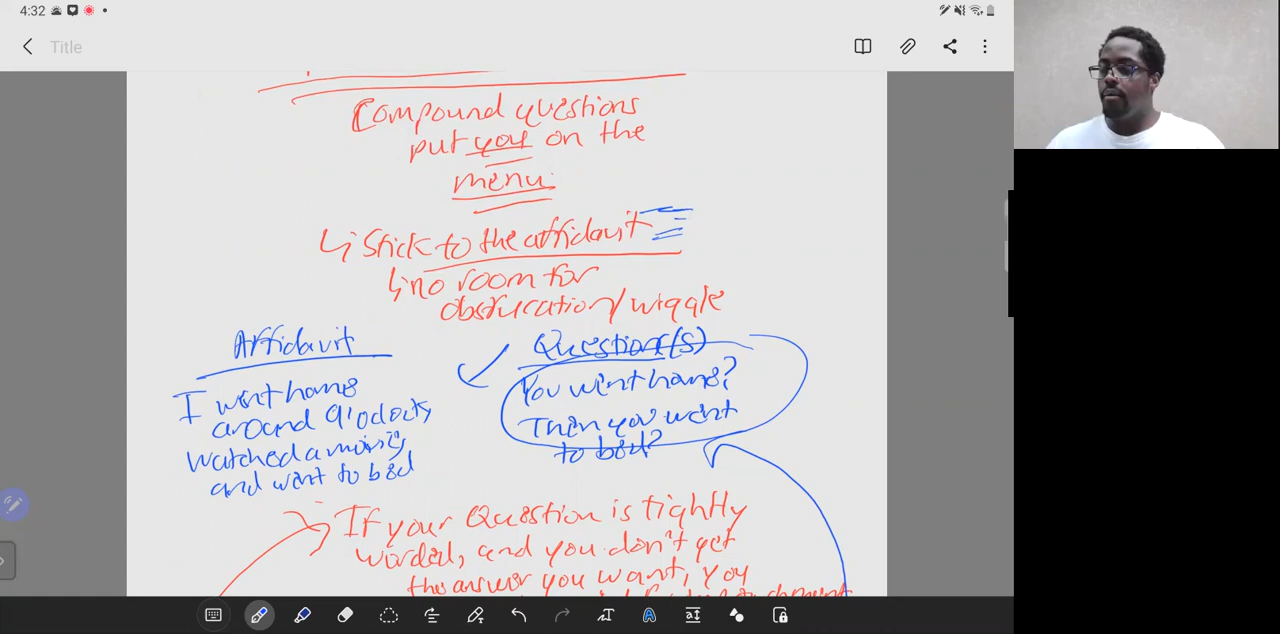 4:32
Title
Compound questions
put you on the
menu.
↳ Stick to the affidavit
↳ no room for
obsfucation/wiggle
Affidavit
I went home
around 9 o'clock,
watched a movie,
and went to bed
Question(s)
You went home?
Then you went
to bed?
If your Question is tightly
worded, and you don't get
the answer you want, you